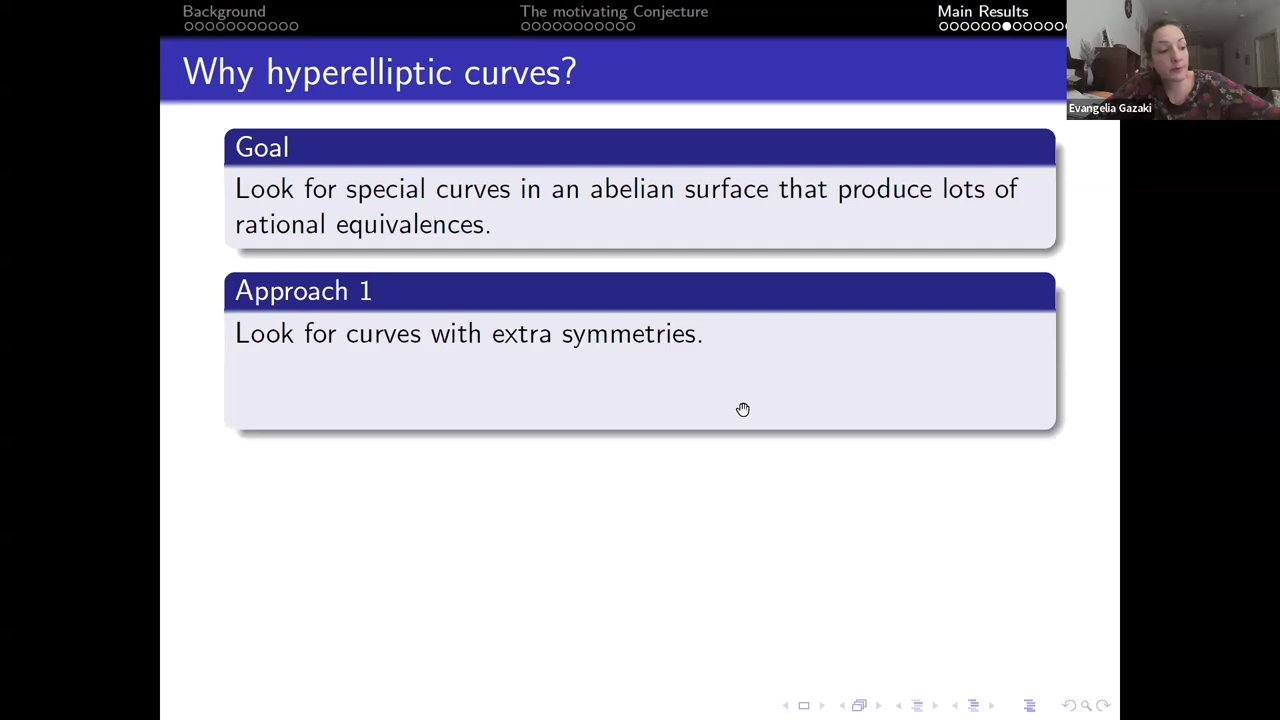 Background
The motivating Conjecture
Main Results
Why hyperelliptic curves?
Evangelia Gazaki
Goal
Look for special curves in an abelian surface that produce lots of
rational equivalences.
Approach 1
Look for curves with extra symmetries.